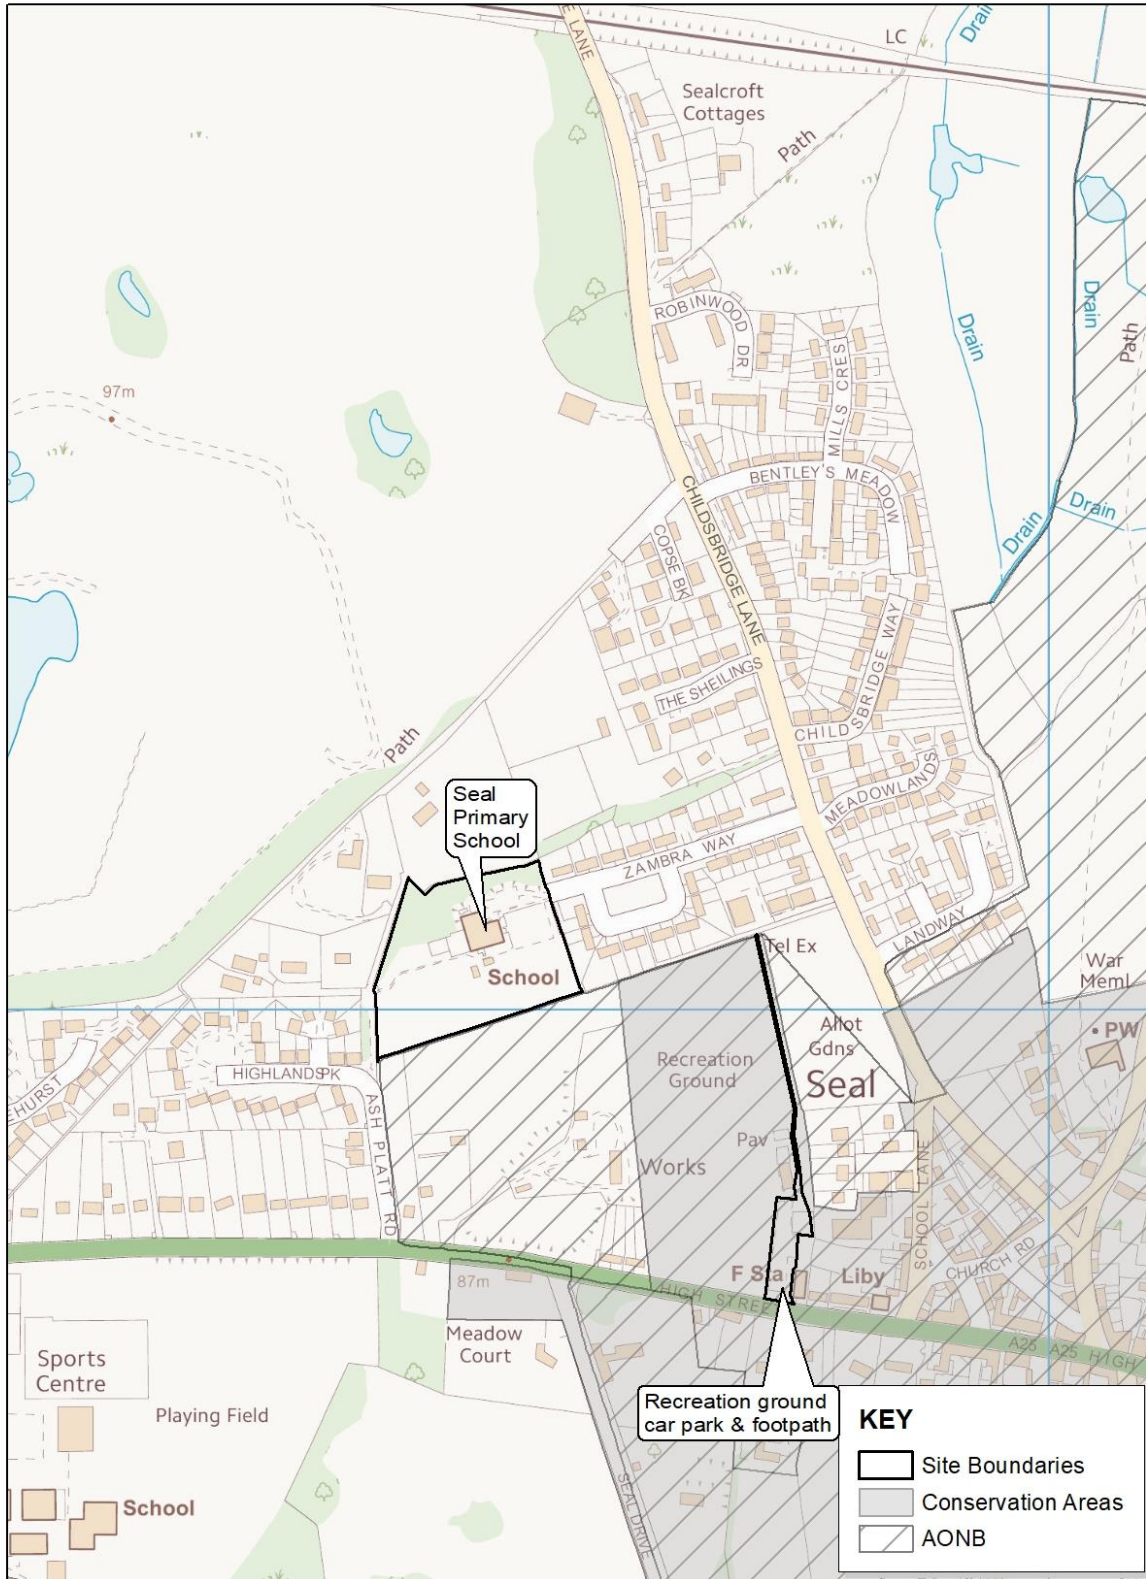 E LANE
LC
Drain
Sealcroft
Cottages
Path
Drain
Path
Drain
ROBINWOOD DR
MILLS CRES
97m
BENTLEY'S MEADOW
Drain
Drain
CHILDSBRIDGE LANE
COPSE BK
CHILDSBRIDGE WAY
THE SHEILINGS
Path
MEADOWLANDS
Seal
Primary
School
ZAMBRA WAY
LANDWAY
Tel Ex
War
Meml
School
Allot
Gdns
PW
Recreation
Ground
Seal
HIGHLANDS PK
EHURST
ASH PLATT RD
Pav
Works
SCHOOL LANE
CHURCH RD
F Sta
Liby
87m
HIGH STREE
A25 A25 HIGH
Meadow
Court
Sports
Centre
Playing Field
Recreation ground
car park & footpath
SEAL DRIVE
School
KEY
Site Boundaries
Conservation Areas
AONB